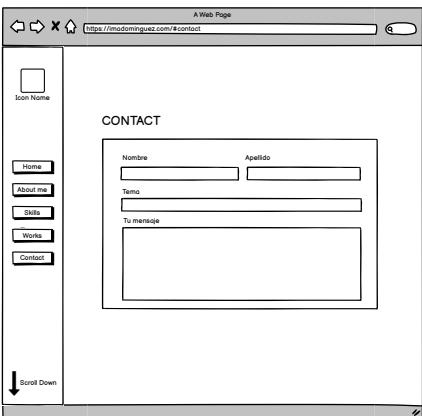 A Web Page
https://imadominguez.com/#contact
Icon Name
CONTACT
Nombre
Apellido
Tema
Tu mensaje
Home
About me
Skills
Works
Contact
Scroll Down